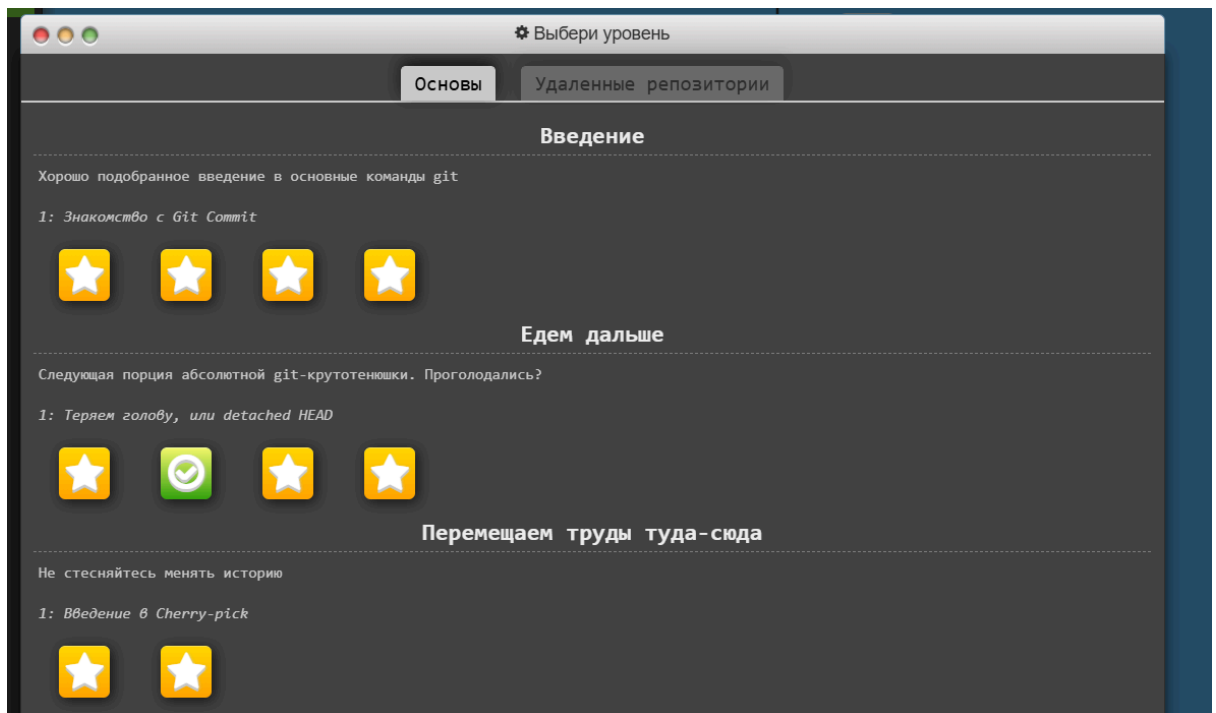 Выбери уровень
Основы
Удаленные репозитории
Введение
Хорошо подобранное введение в основные команды git
1: Знакомство с Git Commit
Едем дальше
Следующая порция абсолютной git-крутотенюшки. Проголодались?
1: Теряем голову, или detached HEAD
Перемещаем труды туда-сюда
Не стесняйтесь менять историю
1: Введение в Cherry-pick